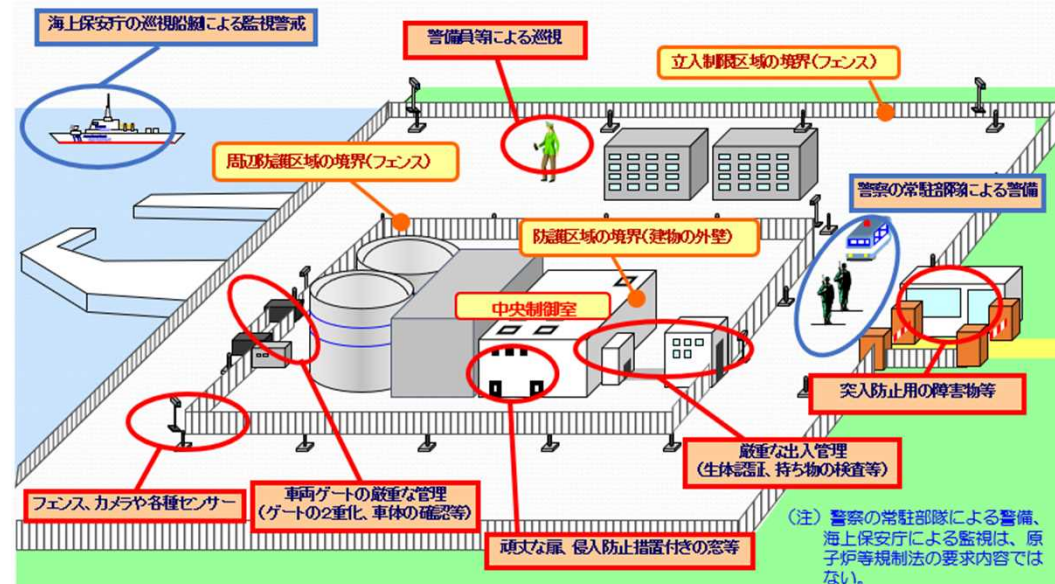 海上保安庁の巡視船艇による監視警戒
警備員等による巡視
立入制限区域の境界(フェンス)
周辺防護区域の境界(フェンス)
警察の常駐部隊による警備
防護区域の境界(建物の外壁)
中央制御室
突入防止用の障害物等
厳重な出入管理
(生体認証、持ち物の検査等)
フェンス、カメラや各種センサー
車両ゲートの厳重な管理
(ゲートの2重化、車体の確認等)
頑丈な扉、侵入防止措置付きの窓等
(注)警察の常駐部隊による警備、
海上保安庁による監視は、原
子炉等規制法の要求内容では
ない。